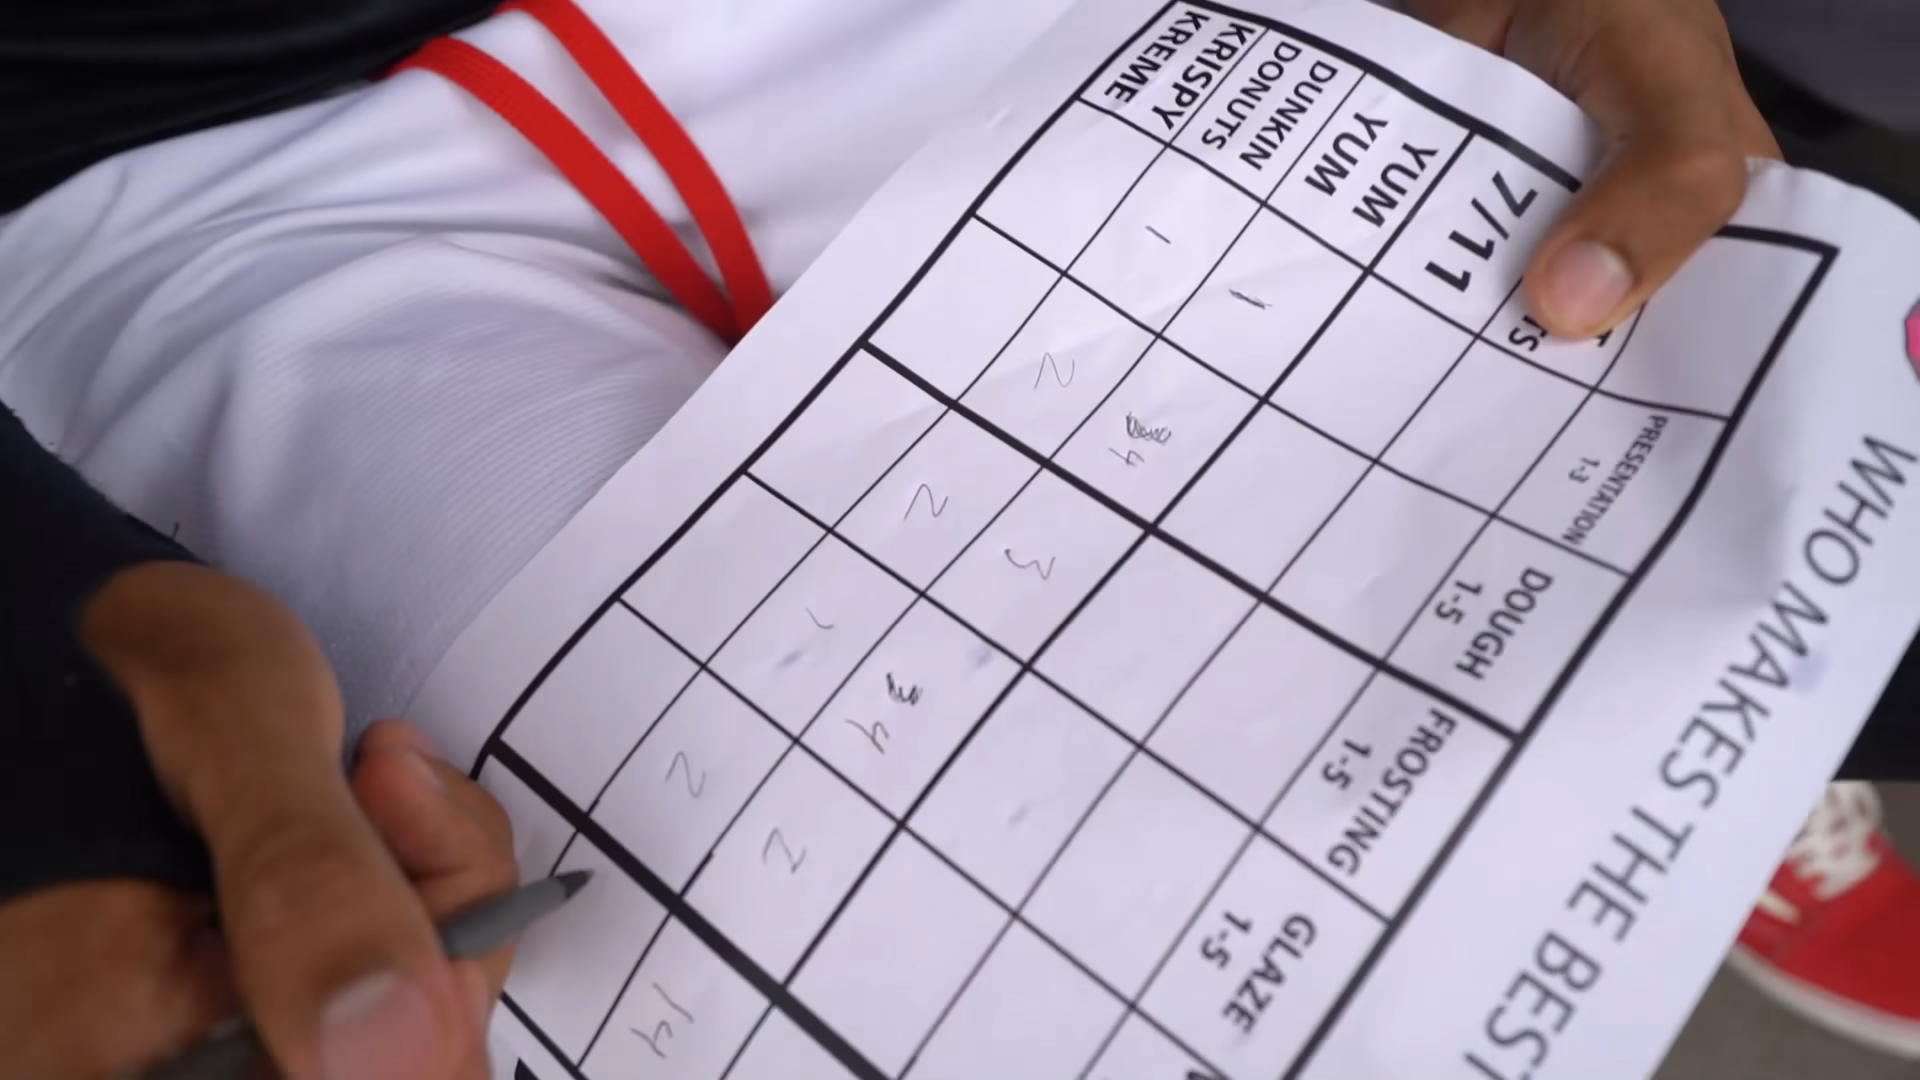 WHO MAKES THE BEST
PRESENTATION 1-3
DOUGH 1-5
FROSTING 1-5
GLAZE 1-5
7/11
YUM YUM 1 4 3 4 2 14
DUNKIN DONUTS 1 2 2 1 2
KRISPY KREME